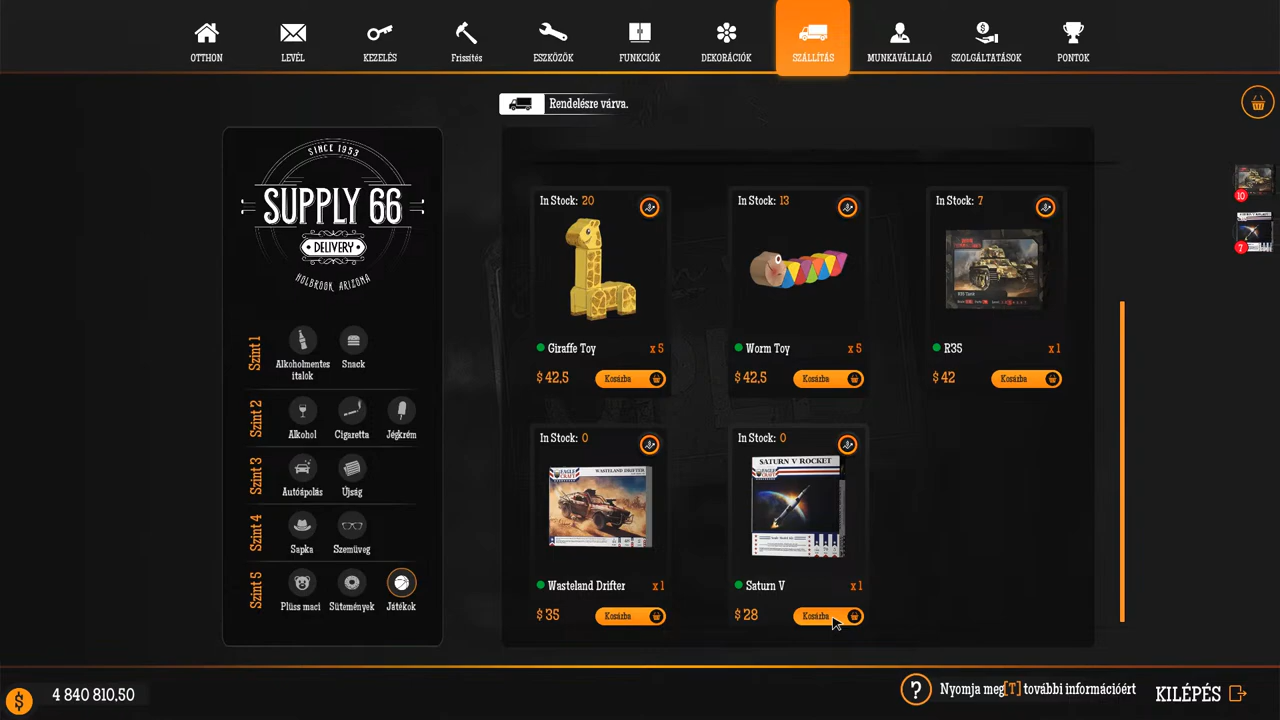 OTTHON
LEVÉL
KEZELÉS
Frissítés
ESZKÖZÖK
FUNKCIÓK
DEKORÁCIÓK
SZÁLLÍTÁS
MUNKAVÁLLALÓ
SZOLGÁLTATÁSOK
PONTOK
Rendelésre várva.
SINCE 1953
SUPPLY 66
DELIVERY
HOLBROOK, ARIZONA
Szint 1
Alkoholmentes
italok
Snack
Szint 2
Alkohol
Cigaretta
Jégkrém
Szint 3
Autóápolás
Újság
Szint 4
Sapka
Szemüveg
Szint 5
Plüss maci
Sütemények
Játékok
In Stock: 20
Giraffe Toy x 5
$ 42,5 Kosárba
In Stock: 13
Worm Toy x 5
$ 42,5 Kosárba
In Stock: 7
R35 x 1
$ 42 Kosárba
In Stock: 0
WASTELAND DRIFTER
Wasteland Drifter x 1
$ 35 Kosárba
In Stock: 0
SATURN V ROCKET
Saturn V x 1
$ 28 Kosárba
10
7
4 840 810,50
? Nyomja meg[T] további információért
KILÉPÉS